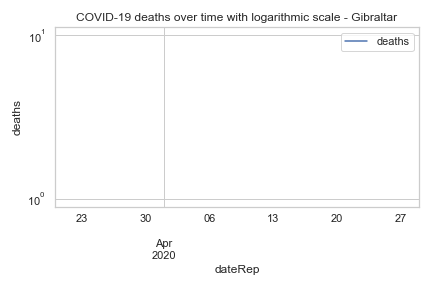 COVID-19 deaths over time with logarithmic scale - Gibraltar
deaths
10¹
deaths
10⁰
23 30 06 13 20 27
Apr
2020
dateRep